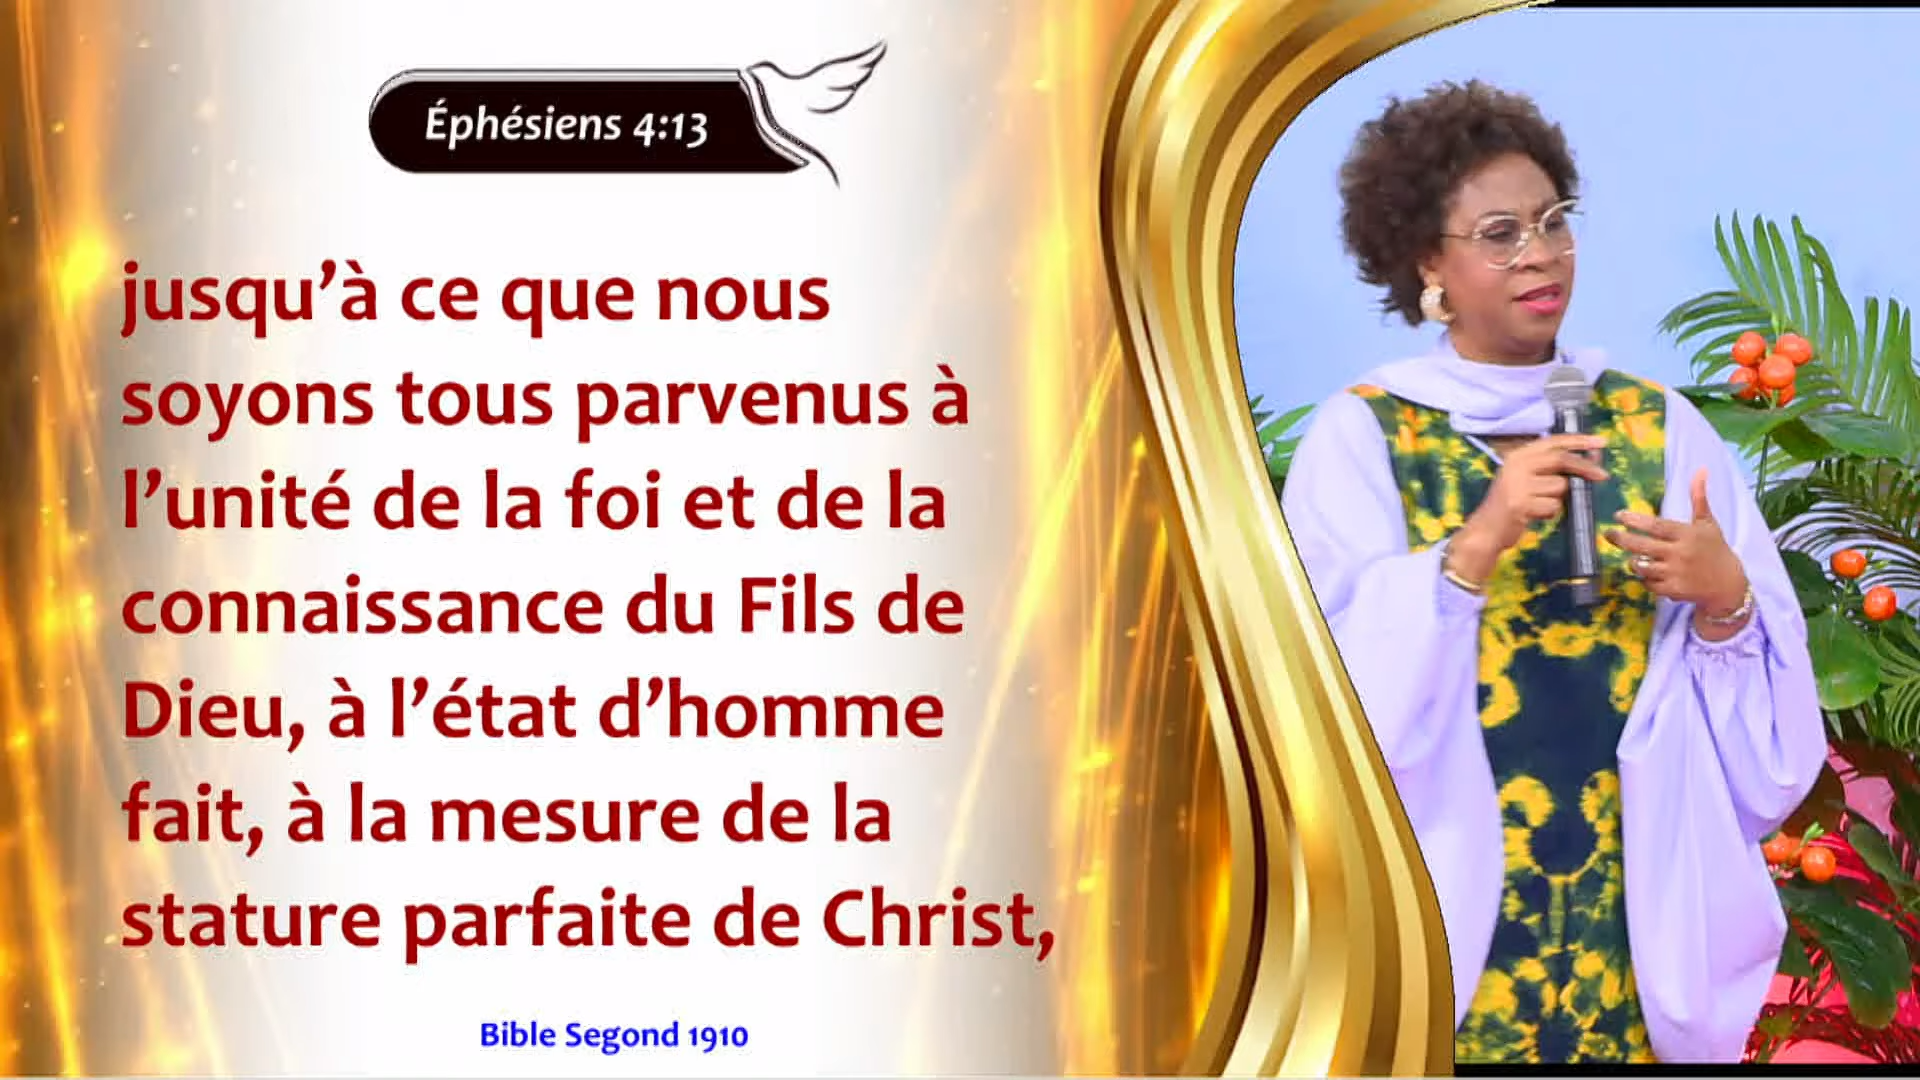 Éphésiens 4:13
jusqu’à ce que nous
soyons tous parvenus à
l’unité de la foi et de la
connaissance du Fils de
Dieu, à l’état d’homme
fait, à la mesure de la
stature parfaite de Christ,
Bible Segond 1910